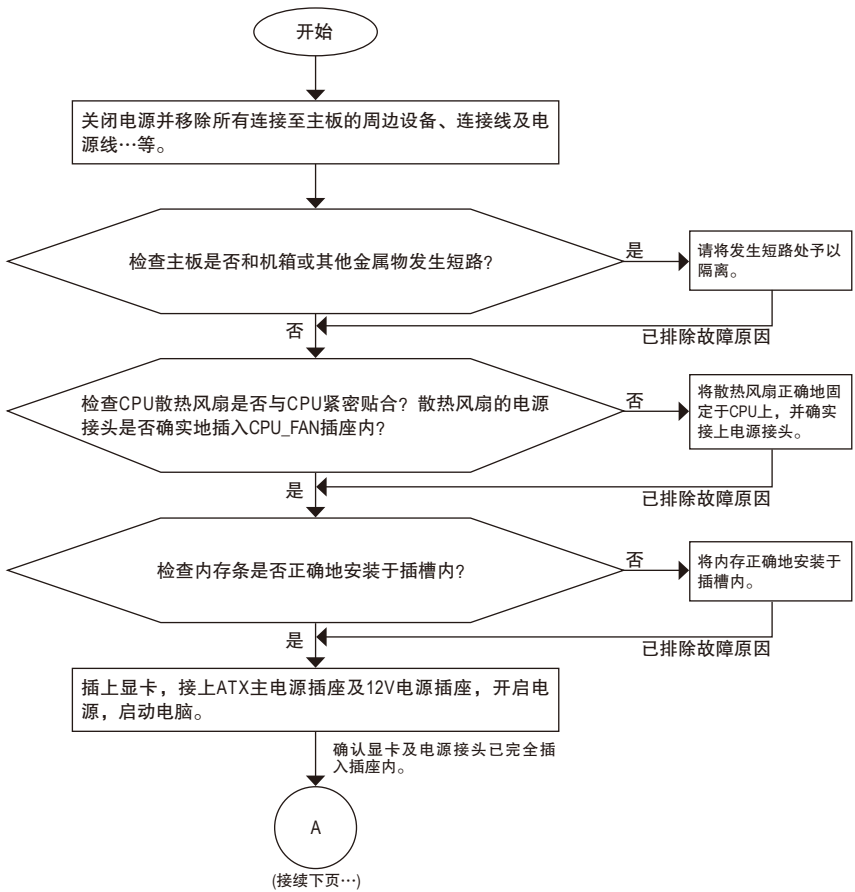 开始
关闭电源并移除所有连接至主板的周边设备、连接线及电
源线…等。
检查主板是否和机箱或其他金属物发生短路?
是
请将发生短路处予以
隔离。
否
已排除故障原因
检查CPU散热风扇是否与CPU紧密贴合？散热风扇的电源
接头是否确实地插入CPU_FAN插座内?
否
将散热风扇正确地固
定于CPU上，并确实
接上电源接头。
是
已排除故障原因
检查内存条是否正确地安装于插槽内?
否
将内存正确地安装于
插槽内。
是
已排除故障原因
插上显卡，接上ATX主电源插座及12V电源插座，开启电
源，启动电脑。
确认显卡及电源接头已完全插
入插座内。
A
(接续下页…)